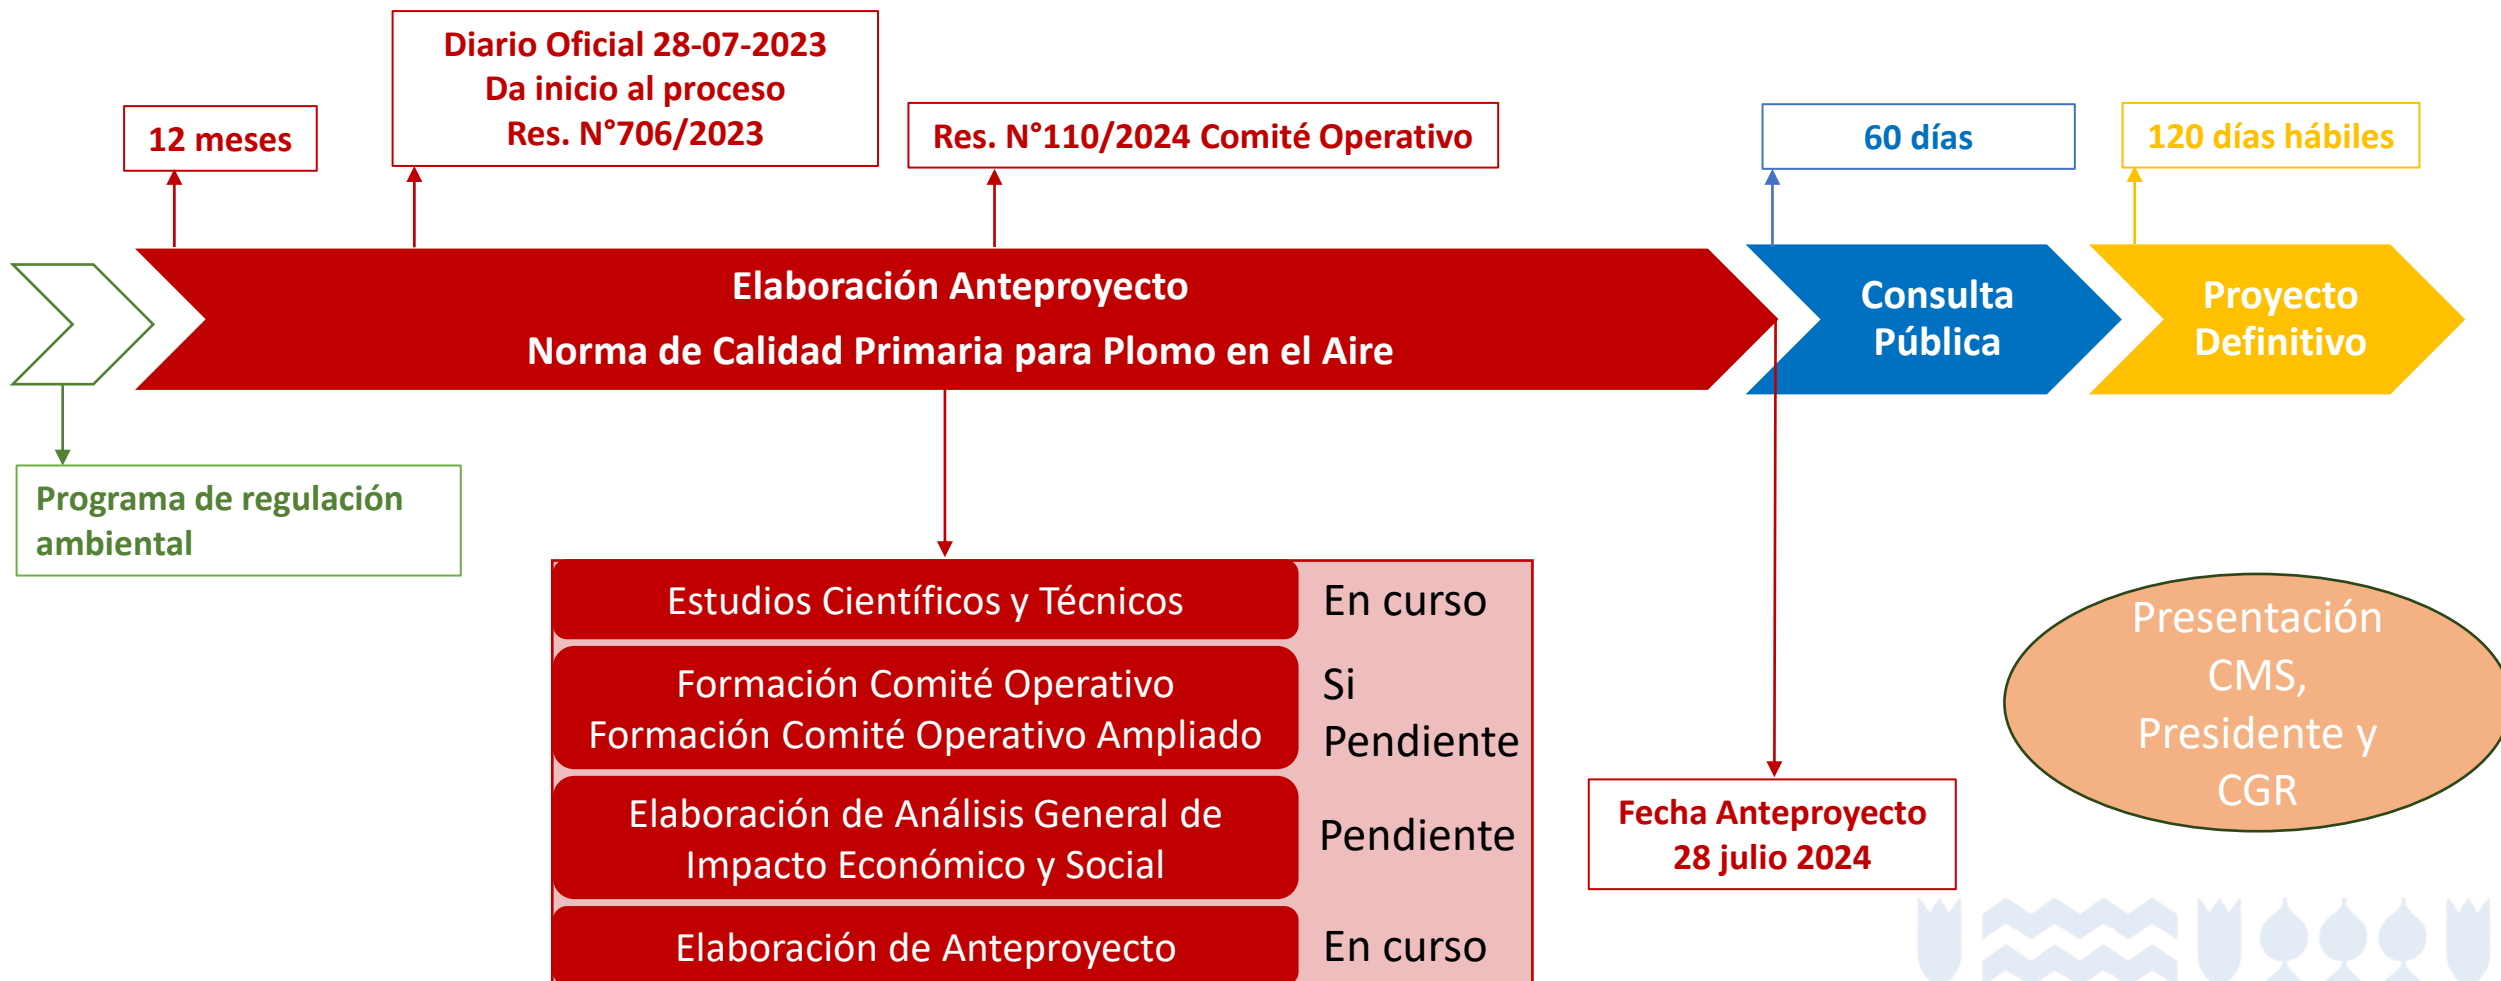 Diario Oficial 28-07-2023
Da inicio al proceso
Res. N°706/2023
12 meses
Res. N°110/2024 Comité Operativo
60 días
120 días hábiles
Elaboración Anteproyecto
Norma de Calidad Primaria para Plomo en el Aire
Consulta
Pública
Proyecto
Definitivo
Programa de regulación
ambiental
Estudios Científicos y Técnicos
En curso
Formación Comité Operativo
Si
Formación Comité Operativo Ampliado
Pendiente
Elaboración de Análisis General de
Impacto Económico y Social
Pendiente
Elaboración de Anteproyecto
En curso
Fecha Anteproyecto
28 julio 2024
Presentación
CMS,
Presidente y
CGR